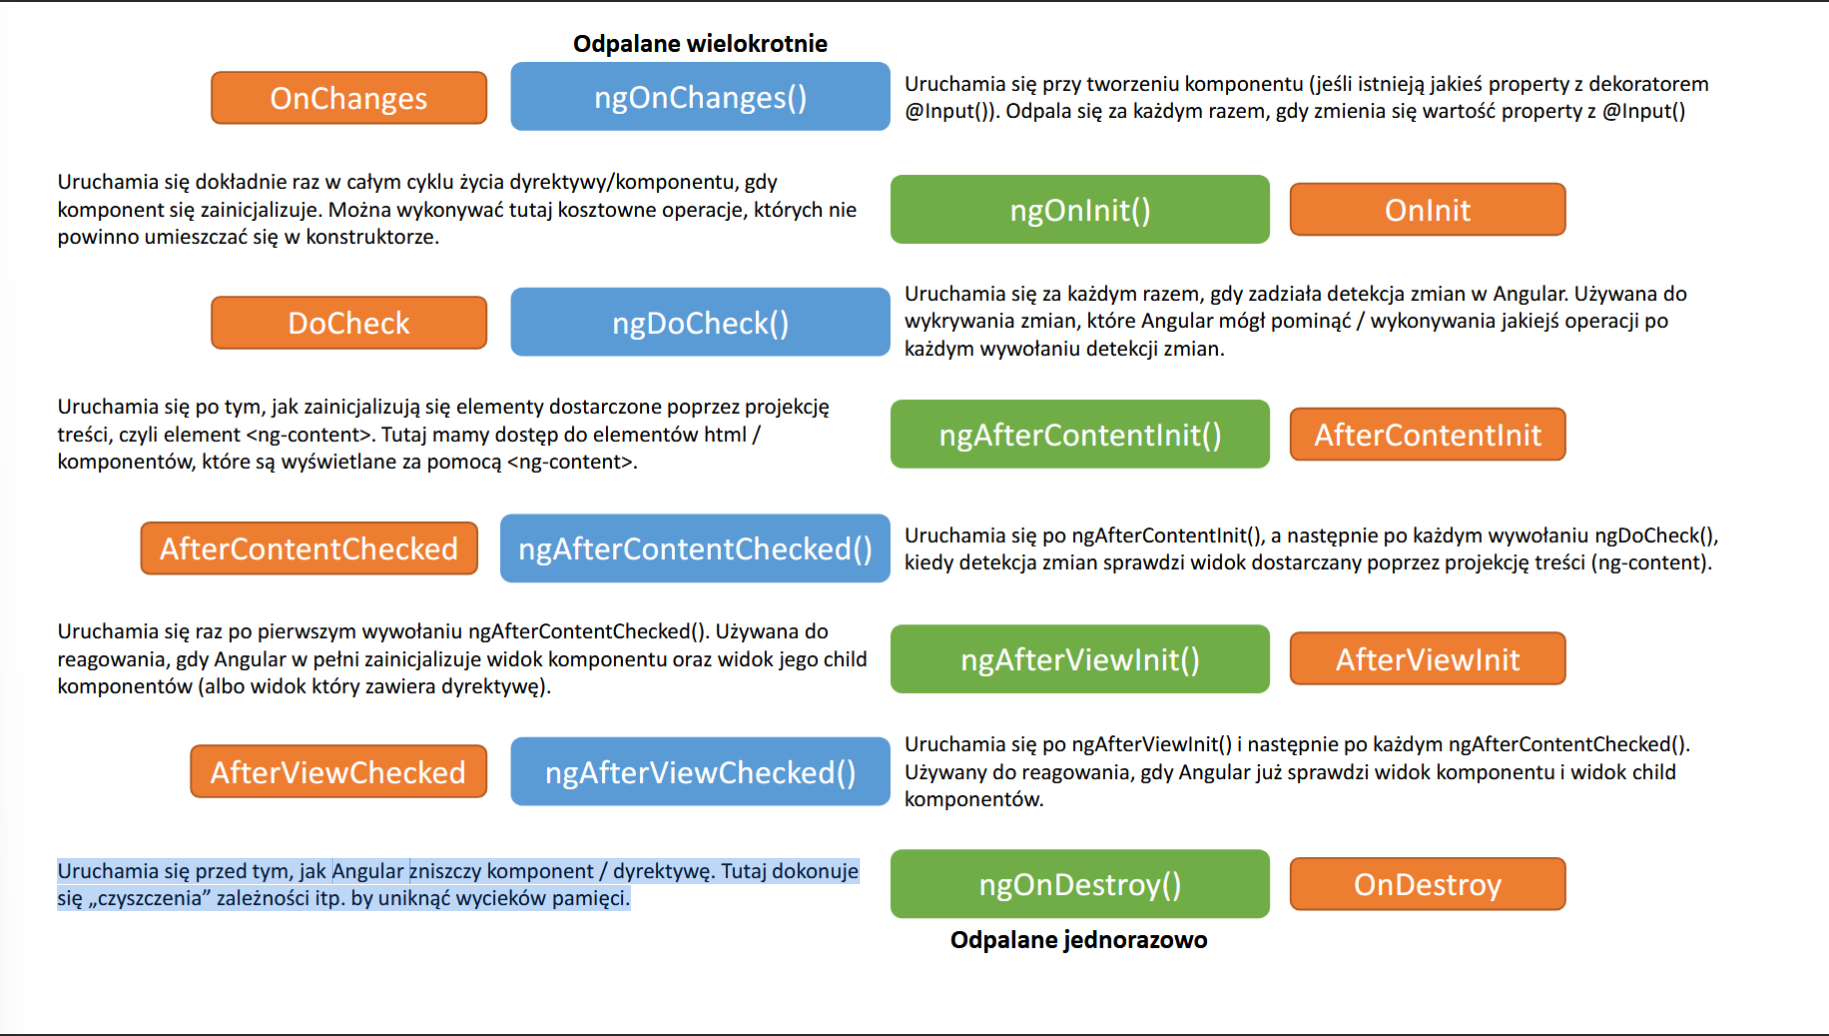 Odpalane wielokrotnie
OnChanges
ngOnChanges()
Uruchamia się przy tworzeniu komponentu (jeśli istnieją jakieś property z dekoratorem
@Input()). Odpala się za każdym razem, gdy zmienia się wartość property z @Input()
Uruchamia się dokładnie raz w całym cyklu życia dyrektywy/komponentu, gdy
komponent się zainicjalizuje. Można wykonywać tutaj kosztowne operacje, których nie
powinno umieszczać się w konstruktorze.
ngOnInit()
OnInit
DoCheck
ngDoCheck()
Uruchamia się za każdym razem, gdy zadziała detekcja zmian w Angular. Używana do
wykrywania zmian, które Angular mógł pominąć / wykonywania jakiejś operacji po
każdym wywołaniu detekcji zmian.
Uruchamia się po tym, jak zainicjalizują się elementy dostarczone poprzez projekcję
treści, czyli element <ng-content>. Tutaj mamy dostęp do elementów html /
komponentów, które są wyświetlane za pomocą <ng-content>.
ngAfterContentInit()
AfterContentInit
AfterContentChecked
ngAfterContentChecked()
Uruchamia się po ngAfterContentInit(), a następnie po każdym wywołaniu ngDoCheck(),
kiedy detekcja zmian sprawdzi widok dostarczany poprzez projekcję treści (ng-content).
Uruchamia się raz po pierwszym wywołaniu ngAfterContentChecked(). Używana do
reagowania, gdy Angular w pełni zainicjalizuje widok komponentu oraz widok jego child
komponentów (albo widok który zawiera dyrektywę).
ngAfterViewInit()
AfterViewInit
AfterViewChecked
ngAfterViewChecked()
Uruchamia się po ngAfterViewInit() i następnie po każdym ngAfterContentChecked().
Używany do reagowania, gdy Angular już sprawdzi widok komponentu i widok child
komponentów.
Uruchamia się przed tym, jak Angular zniszczy komponent / dyrektywę. Tutaj dokonuje
się „czyszczenia” zależności itp. by uniknąć wycieków pamięci.
ngOnDestroy()
OnDestroy
Odpalane jednorazowo